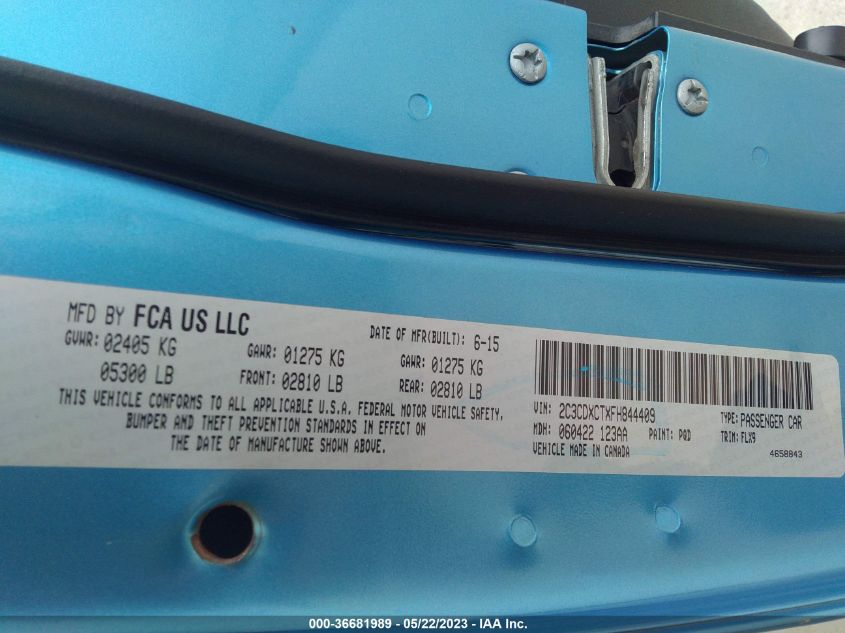 MFD BY FCA US LLC
DATE OF MFR(BUILT): 6-15
GVWR: 02405 KG GAWR: 01275 KG GAWR: 01275 KG
05300 LB FRONT: 02810 LB REAR: 02810 LB
THIS VEHICLE CONFORMS TO ALL APPLICABLE U.S.A. FEDERAL MOTOR VEHICLE SAFETY,
BUMPER AND THEFT PREVENTION STANDARDS IN EFFECT ON
THE DATE OF MANUFACTURE SHOWN ABOVE.
VIN: 2C3CDXCTXFH844409 TYPE: PASSENGER CAR
MDH: 060422 123AA PAINT: PQD TRIM: FLX9
VEHICLE MADE IN CANADA 4658843
000-36681989 - 05/22/2023 - IAA Inc.